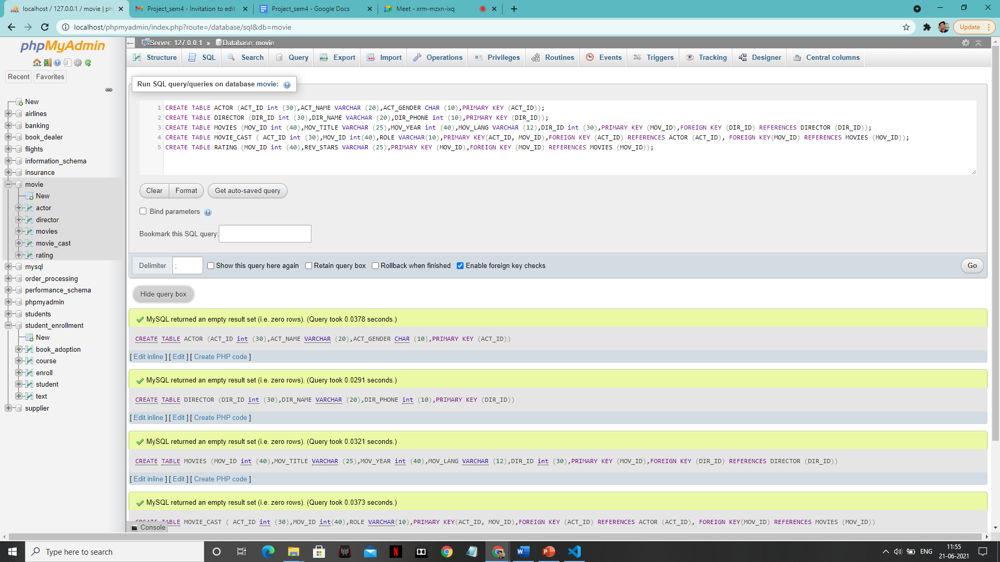 localhost / 127.0.0.1 / movie | ph
Project_sem4 - Invitation to edit
Project_sem4 - Google Docs
Meet - xrm-mzxn-ixq
localhost/phpmyadmin/index.php?route=/database/sql&db=movie
Update
phpMyAdmin
Recent
Favorites
New
airlines
banking
book_dealer
flights
information_schema
insurance
movie
New
actor
director
movies
movie_cast
rating
mysql
order_processing
performance_schema
phpmyadmin
students
student_enrollment
New
book_adoption
course
enroll
student
text
supplier
Server: 127.0.0.1 » Database: movie
Structure SQL Search Query Export Import Operations Privileges Routines Events Triggers Tracking Designer Central columns
Run SQL query/queries on database movie:
1 CREATE TABLE ACTOR (ACT_ID int (30),ACT_NAME VARCHAR (20),ACT_GENDER CHAR (10),PRIMARY KEY (ACT_ID));
2 CREATE TABLE DIRECTOR (DIR_ID int (30),DIR_NAME VARCHAR (20),DIR_PHONE int (10),PRIMARY KEY (DIR_ID));
3 CREATE TABLE MOVIES (MOV_ID int (40),MOV_TITLE VARCHAR (25),MOV_YEAR int (40),MOV_LANG VARCHAR (12),DIR_ID int (30),PRIMARY KEY (MOV_ID),FOREIGN KEY (DIR_ID) REFERENCES DIRECTOR (DIR_ID));
4 CREATE TABLE MOVIE_CAST ( ACT_ID int (30),MOV_ID int(40),ROLE VARCHAR(10),PRIMARY KEY(ACT_ID, MOV_ID),FOREIGN KEY (ACT_ID) REFERENCES ACTOR (ACT_ID), FOREIGN KEY(MOV_ID) REFERENCES MOVIES (MOV_ID));
5 CREATE TABLE RATING (MOV_ID int (40),REV_STARS VARCHAR (25),PRIMARY KEY (MOV_ID),FOREIGN KEY (MOV_ID) REFERENCES MOVIES (MOV_ID));
Clear Format Get auto-saved query
Bind parameters
Bookmark this SQL query:
Delimiter ; Show this query here again Retain query box Rollback when finished Enable foreign key checks Go
Hide query box
MySQL returned an empty result set (i.e. zero rows). (Query took 0.0378 seconds.)
CREATE TABLE ACTOR (ACT_ID int (30),ACT_NAME VARCHAR (20),ACT_GENDER CHAR (10),PRIMARY KEY (ACT_ID))
[ Edit inline ] [ Edit ] [ Create PHP code ]
MySQL returned an empty result set (i.e. zero rows). (Query took 0.0291 seconds.)
CREATE TABLE DIRECTOR (DIR_ID int (30),DIR_NAME VARCHAR (20),DIR_PHONE int (10),PRIMARY KEY (DIR_ID))
[ Edit inline ] [ Edit ] [ Create PHP code ]
MySQL returned an empty result set (i.e. zero rows). (Query took 0.0321 seconds.)
CREATE TABLE MOVIES (MOV_ID int (40),MOV_TITLE VARCHAR (25),MOV_YEAR int (40),MOV_LANG VARCHAR (12),DIR_ID int (30),PRIMARY KEY (MOV_ID),FOREIGN KEY (DIR_ID) REFERENCES DIRECTOR (DIR_ID))
[ Edit inline ] [ Edit ] [ Create PHP code ]
MySQL returned an empty result set (i.e. zero rows). (Query took 0.0373 seconds.)
CREATE TABLE MOVIE_CAST ( ACT_ID int (30),MOV_ID int(40),ROLE VARCHAR(10),PRIMARY KEY(ACT_ID, MOV_ID),FOREIGN KEY (ACT_ID) REFERENCES ACTOR (ACT_ID), FOREIGN KEY(MOV_ID) REFERENCES MOVIES (MOV_ID))
Console
Type here to search
ENG
11:55
21-06-2021